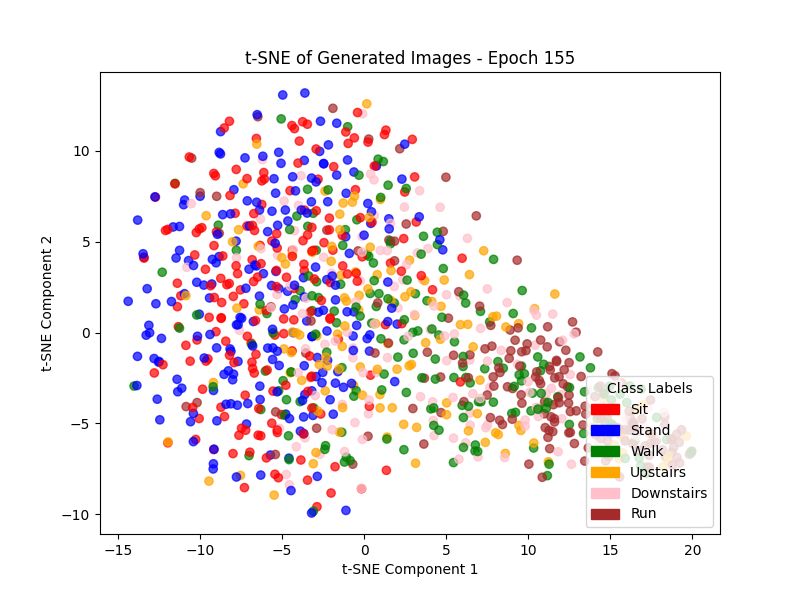 t-SNE of Generated Images - Epoch 155
t-SNE Component 2
10
5
0
−5
−10
Class Labels
Sit
Stand
Walk
Upstairs
Downstairs
Run
−15 −10 −5 0 5 10 15 20
t-SNE Component 1